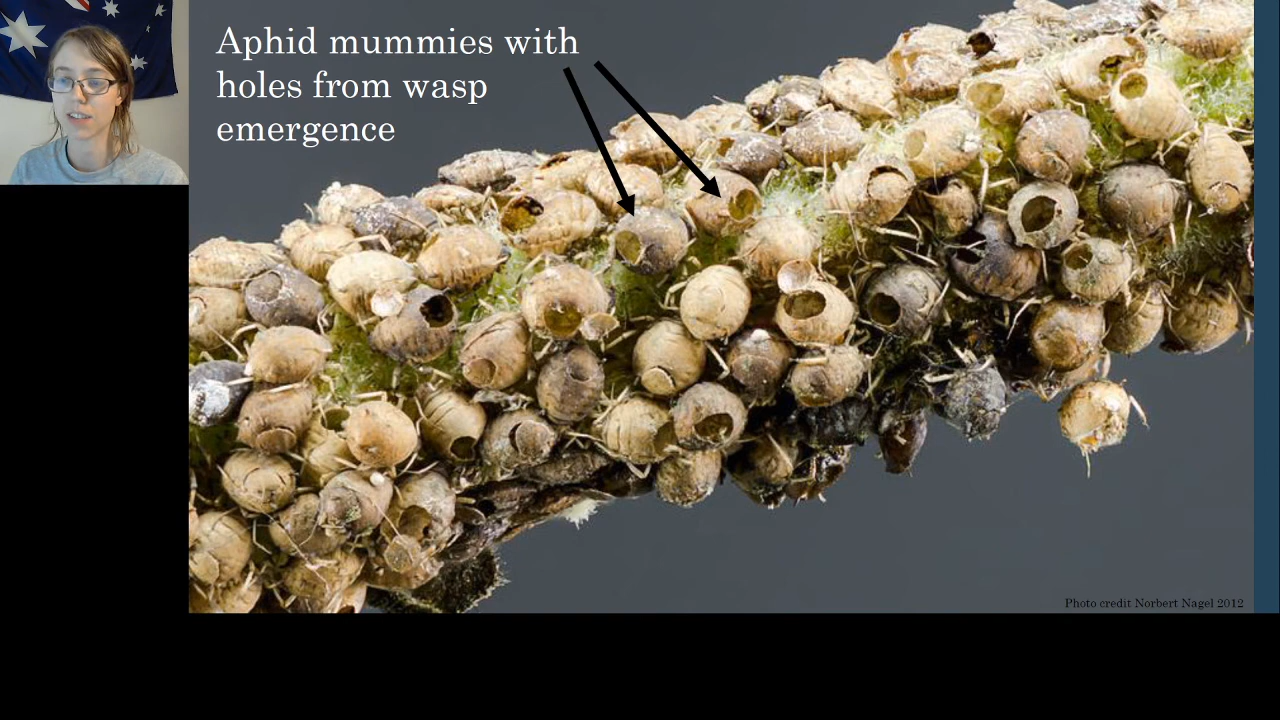 Aphid mummies with
holes from wasp
emergence
Photo credit Norbert Nagel 2012